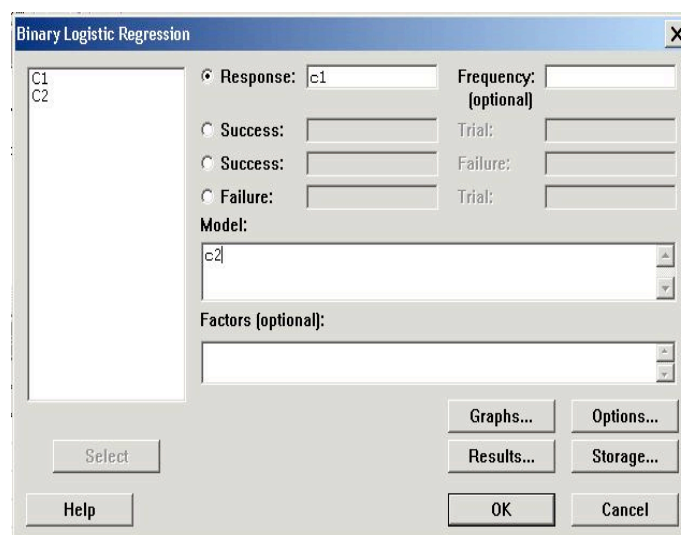 Binary Logistic Regression
C1
C2
Response: c1 Frequency:
(optional)
Success: Trial:
Success: Failure:
Failure: Trial:
Model:
c2
Factors (optional):
Graphs... Options...
Select Results... Storage...
Help OK Cancel